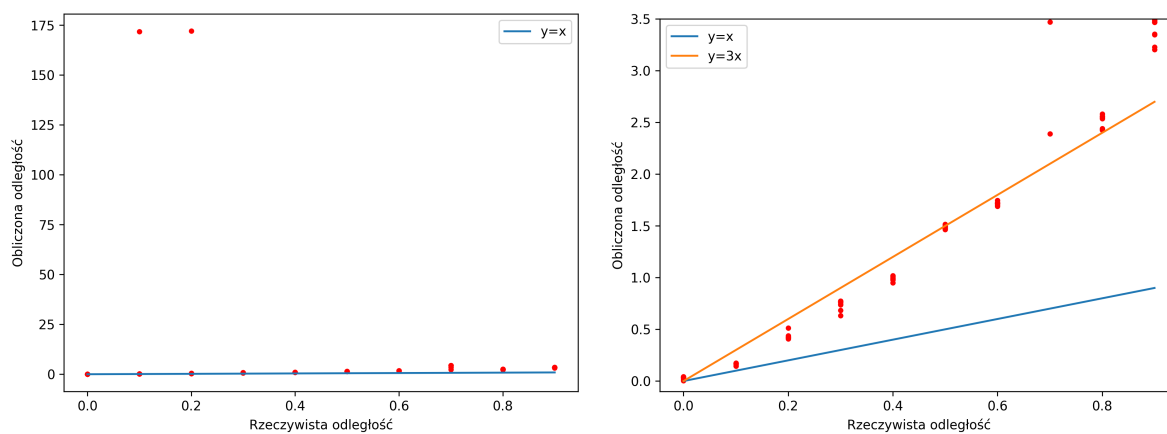 175
150
125
100
75
50
25
0
Obliczona odległość
0.0 0.2 0.4 0.6 0.8
Rzeczywista odległość
y=x
3.5
3.0
2.5
2.0
1.5
1.0
0.5
0.0
Obliczona odległość
0.0 0.2 0.4 0.6 0.8
Rzeczywista odległość
y=x
y=3x